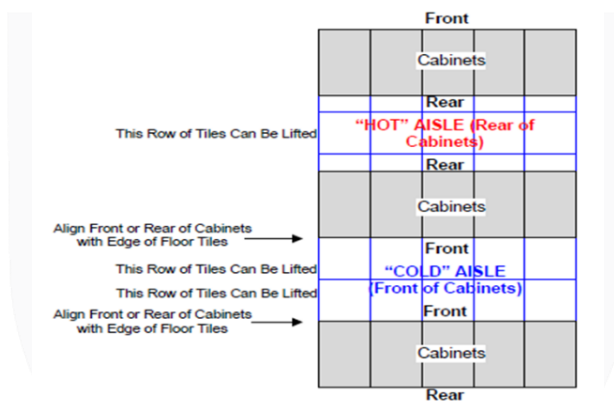 Front
Cabinets
Rear
This Row of Tiles Can Be Lifted
“HOT” AISLE (Rear of
Cabinets)
Rear
Cabinets
Align Front or Rear of Cabinets
with Edge of Floor Tiles
Front
This Row of Tiles Can Be Lifted
“COLD” AISLE
This Row of Tiles Can Be Lifted
(Front of Cabinets)
Align Front or Rear of Cabinets
with Edge of Floor Tiles
Front
Cabinets
Rear